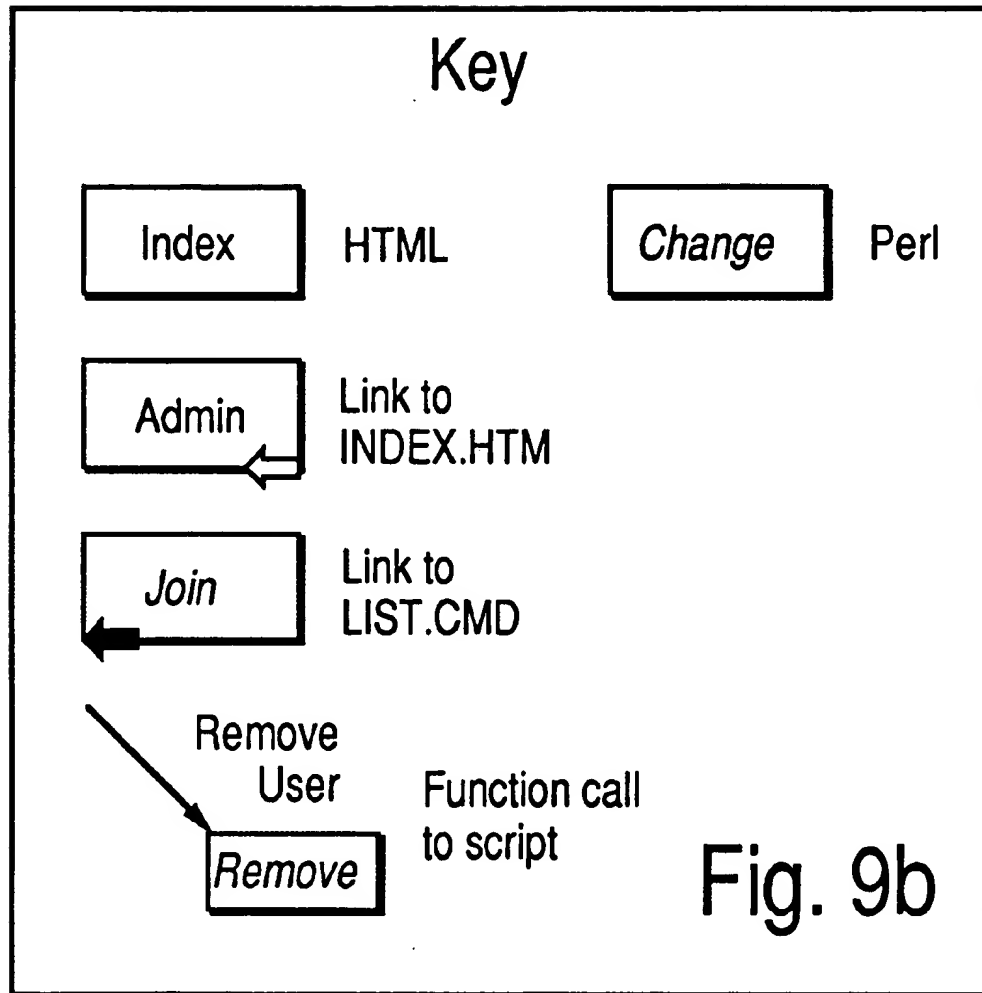 Key
Index
HTML
Change
Perl
Admin
Link to
INDEX.HTM
Join
Link to
LIST.CMD
Remove
User
Function call
to script
Remove
Fig. 9b